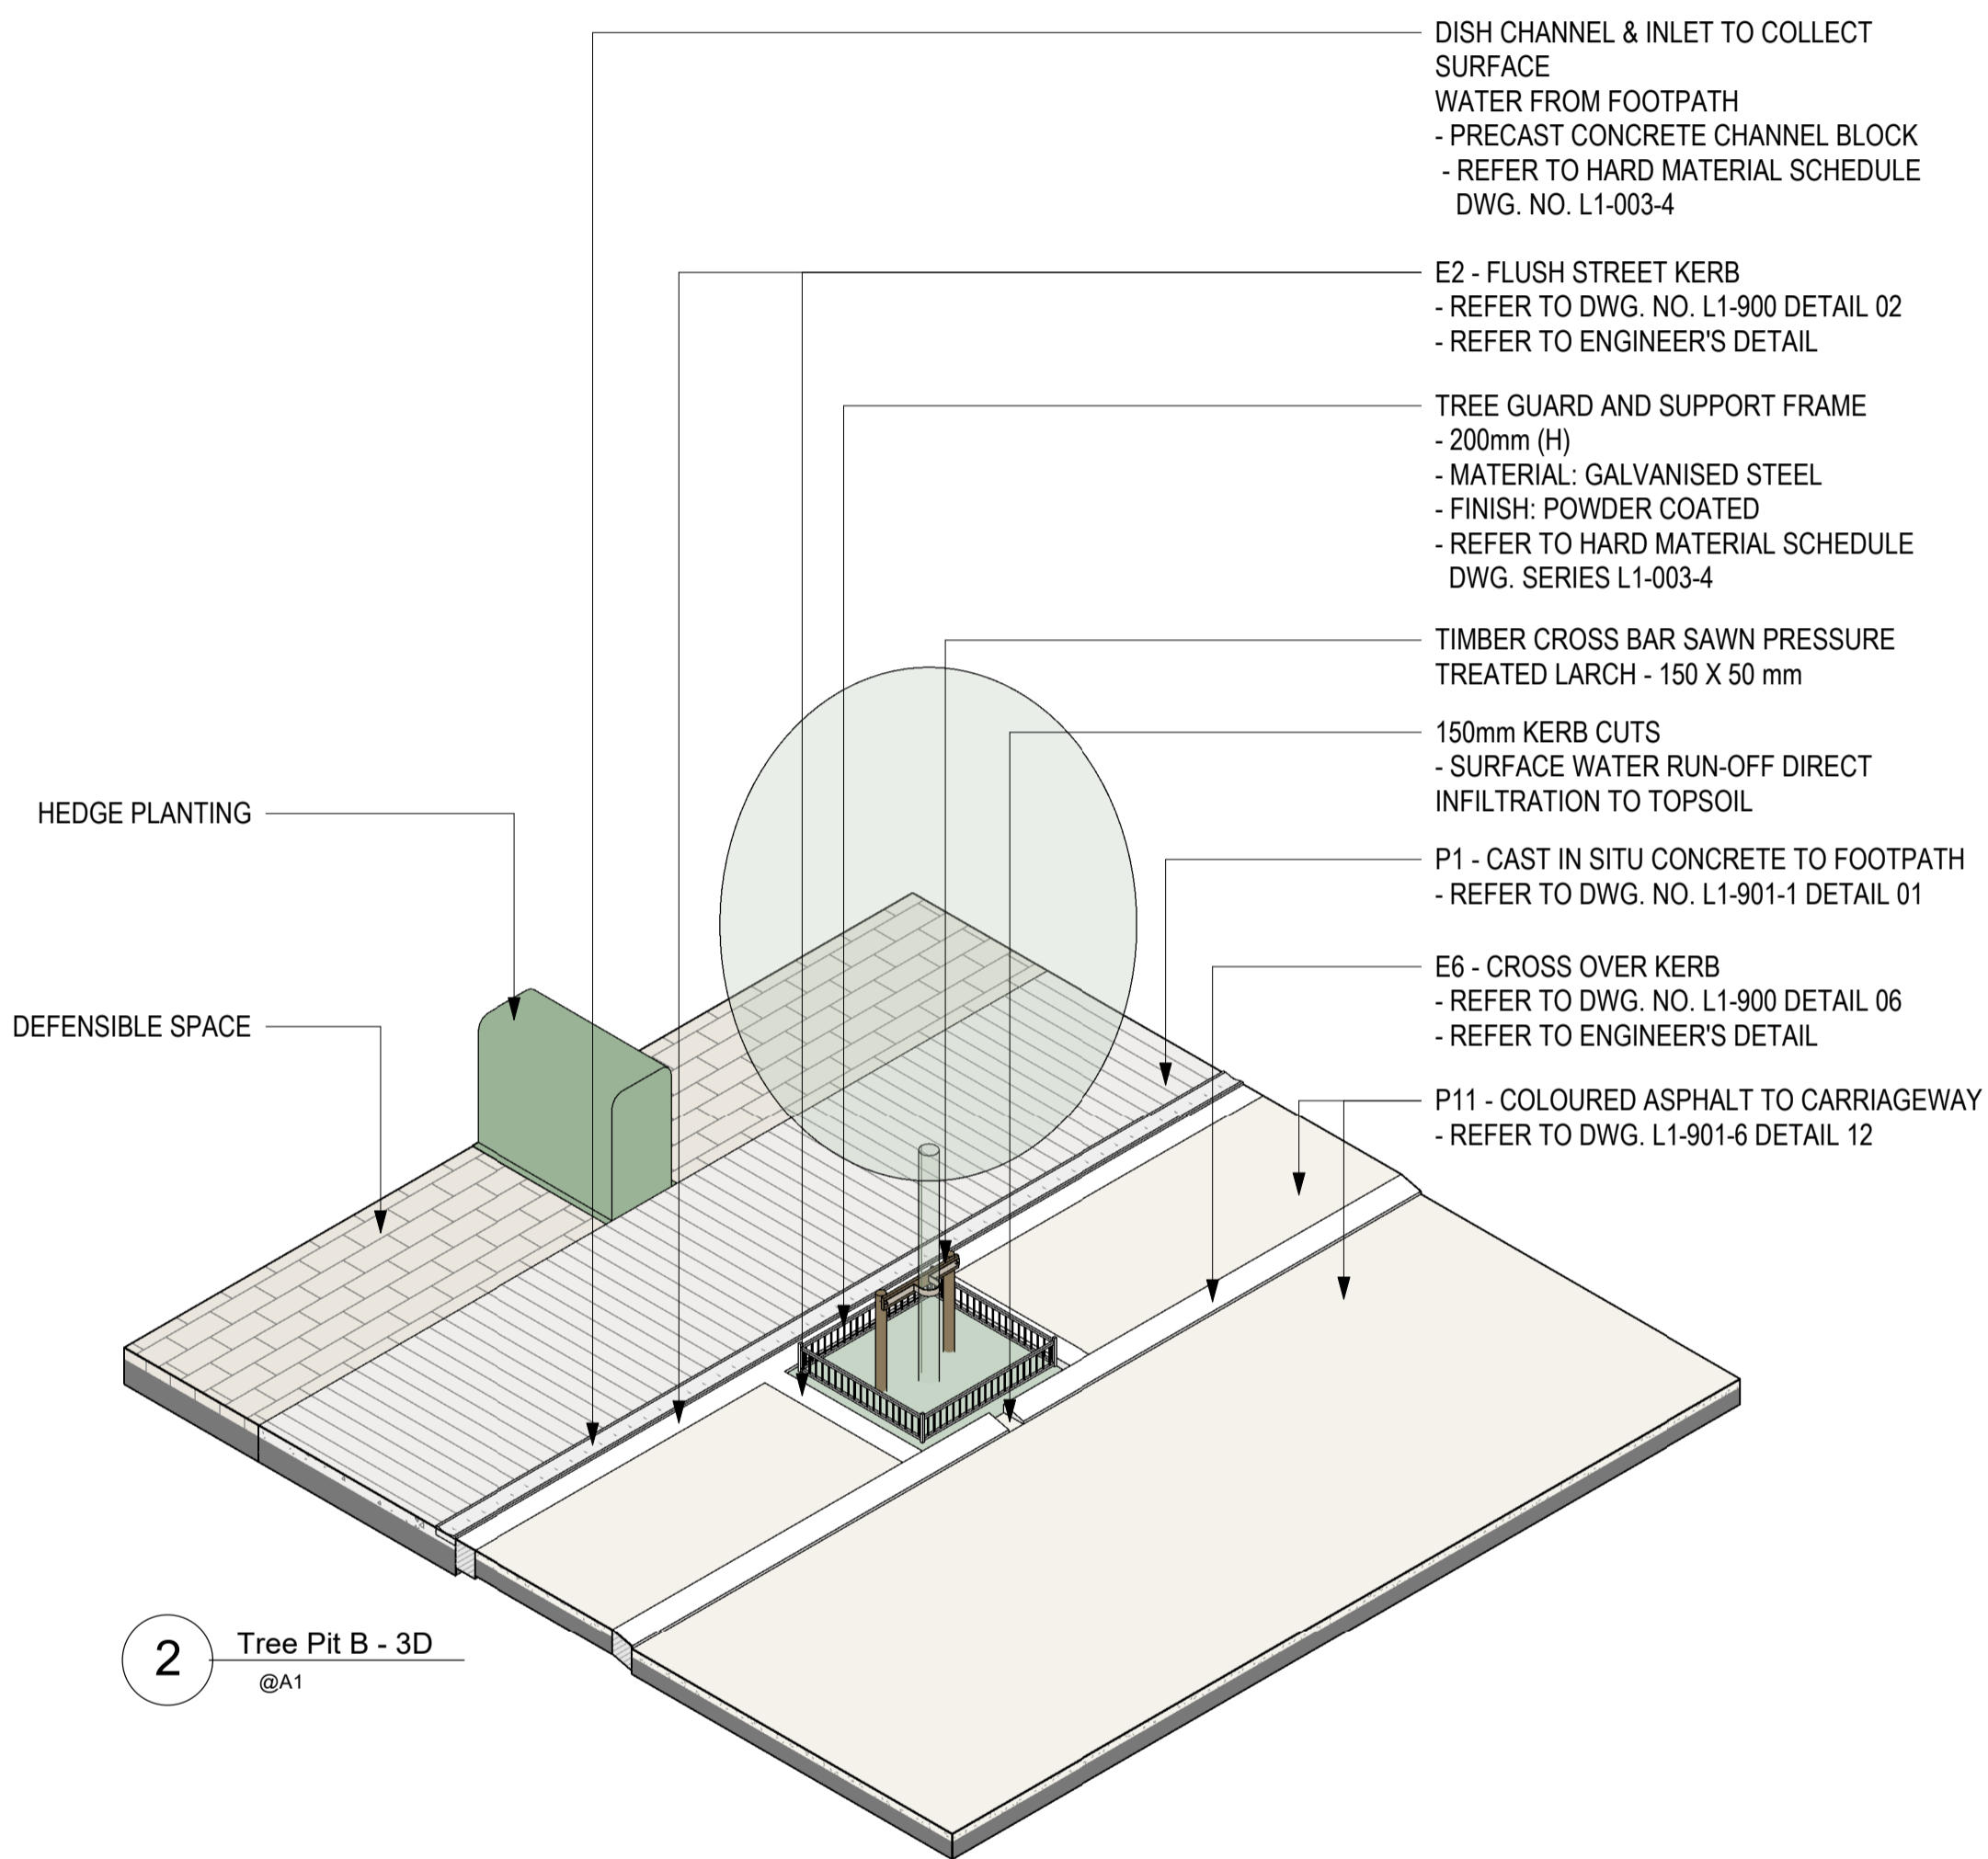 DISH CHANNEL & INLET TO COLLECT
SURFACE
WATER FROM FOOTPATH
- PRECAST CONCRETE CHANNEL BLOCK
- REFER TO HARD MATERIAL SCHEDULE
DWG. NO. L1-003-4
E2 - FLUSH STREET KERB
- REFER TO DWG. NO. L1-900 DETAIL 02
- REFER TO ENGINEER'S DETAIL
TREE GUARD AND SUPPORT FRAME
- 200mm (H)
- MATERIAL: GALVANISED STEEL
- FINISH: POWDER COATED
- REFER TO HARD MATERIAL SCHEDULE
DWG. SERIES L1-003-4
TIMBER CROSS BAR SAWN PRESSURE
TREATED LARCH - 150 X 50 mm
150mm KERB CUTS
- SURFACE WATER RUN-OFF DIRECT
INFILTRATION TO TOPSOIL
P1 - CAST IN SITU CONCRETE TO FOOTPATH
- REFER TO DWG. NO. L1-901-1 DETAIL 01
E6 - CROSS OVER KERB
- REFER TO DWG. NO. L1-900 DETAIL 06
- REFER TO ENGINEER'S DETAIL
P11 - COLOURED ASPHALT TO CARRIAGEWAY
- REFER TO DWG. L1-901-6 DETAIL 12
HEDGE PLANTING
DEFENSIBLE SPACE
2
Tree Pit B - 3D
@A1